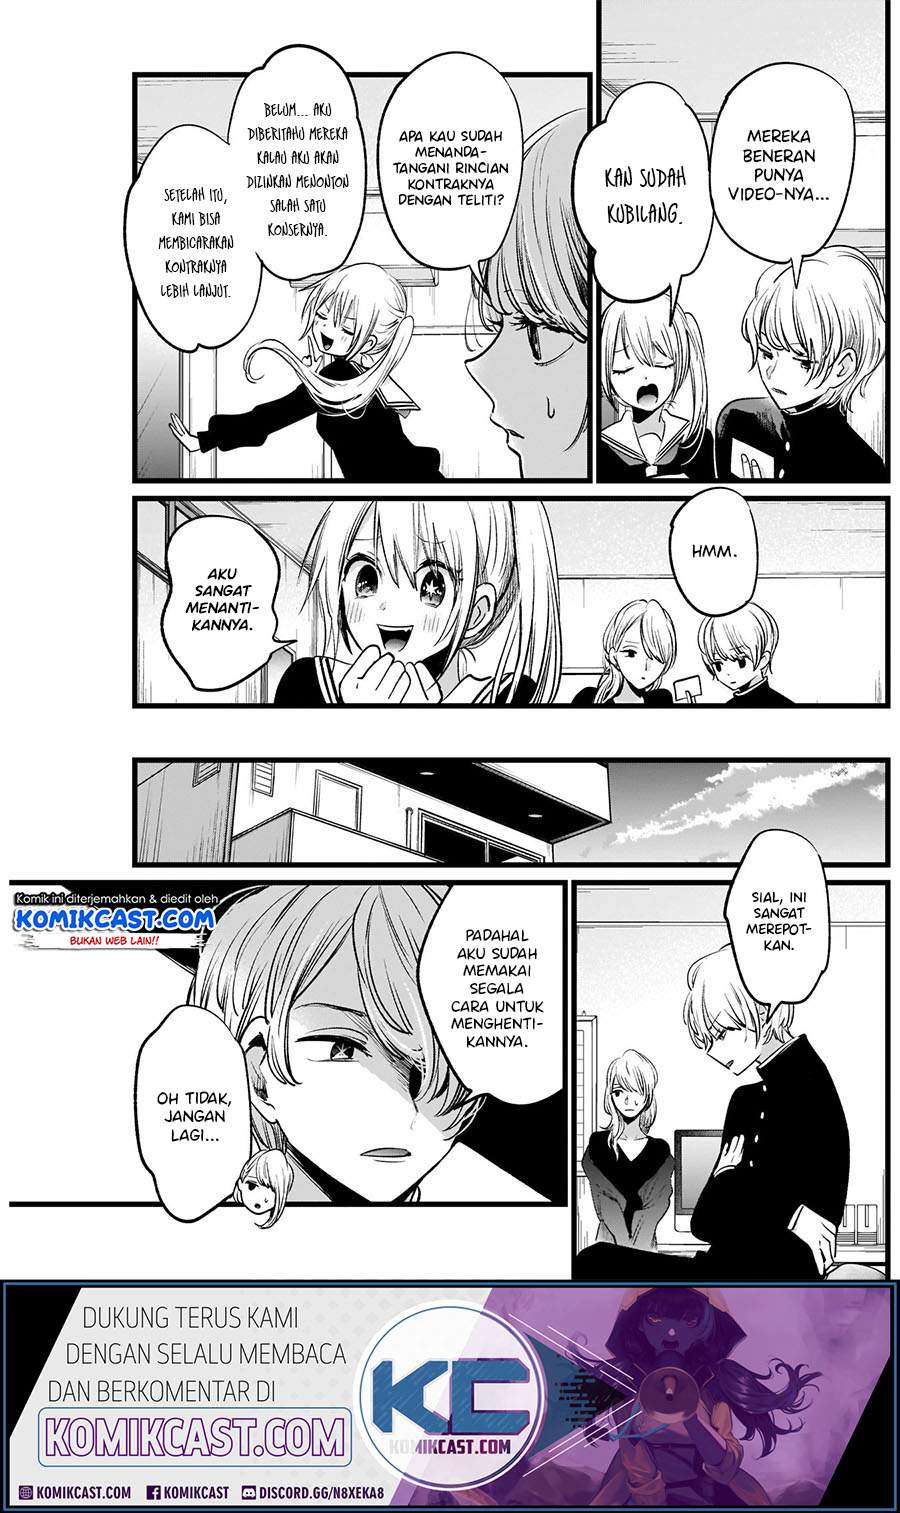 MEREKA
BENERAN
PUNYA
VIDEO-NYA...
KAN SUDAH
KUBILANG.
APA KAU SUDAH
MENANDA-
TANGANI RINCIAN
KONTRAKNYA
DENGAN TELITI?
BELUM... AKU
DIBERITAHU MEREKA
KALAU AKU AKAN
DIZINKAN MENONTON
SALAH SATU
KONSERNYA.
SETELAH ITU,
KAMI BISA
MEMBICARAKAN
KONTRAKNYA
LEBIH LANJUT.
HMM.
AKU
SANGAT
MENANTI-
KANNYA.
SIAL, INI
SANGAT
MEREPOT-
KAN.
PADAHAL
AKU SUDAH
MEMAKAI
SEGALA
CARA UNTUK
MENGHENTI-
KANNYA.
OH TIDAK,
JANGAN
LAGI...
Komik ini diterjemahkan & diedit oleh
KOMIKCAST.COM
BUKAN WEB LAIN!!
DUKUNG TERUS KAMI
DENGAN SELALU MEMBACA
DAN BERKOMENTAR DI
KOMIKCAST.COM
KC
KOMIKCAST.COM
KOMIKCAST.COM KOMIKCAST DISCORD.GG/N8XEKA8